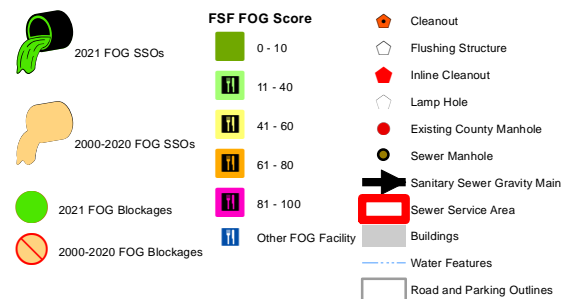 2021 FOG SSOs
2000-2020 FOG SSOs
2021 FOG Blockages
2000-2020 FOG Blockages
FSF FOG Score
0 - 10
11 - 40
41 - 60
61 - 80
81 - 100
Other FOG Facility
Cleanout
Flushing Structure
Inline Cleanout
Lamp Hole
Existing County Manhole
Sewer Manhole
Sanitary Sewer Gravity Main
Sewer Service Area
Buildings
Water Features
Road and Parking Outlines